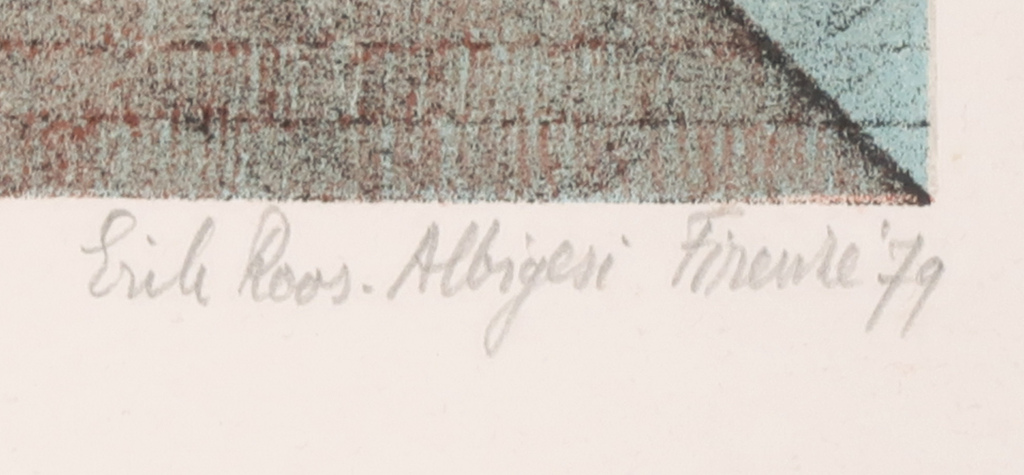 Erik Roos. Albigesi Firenze '79